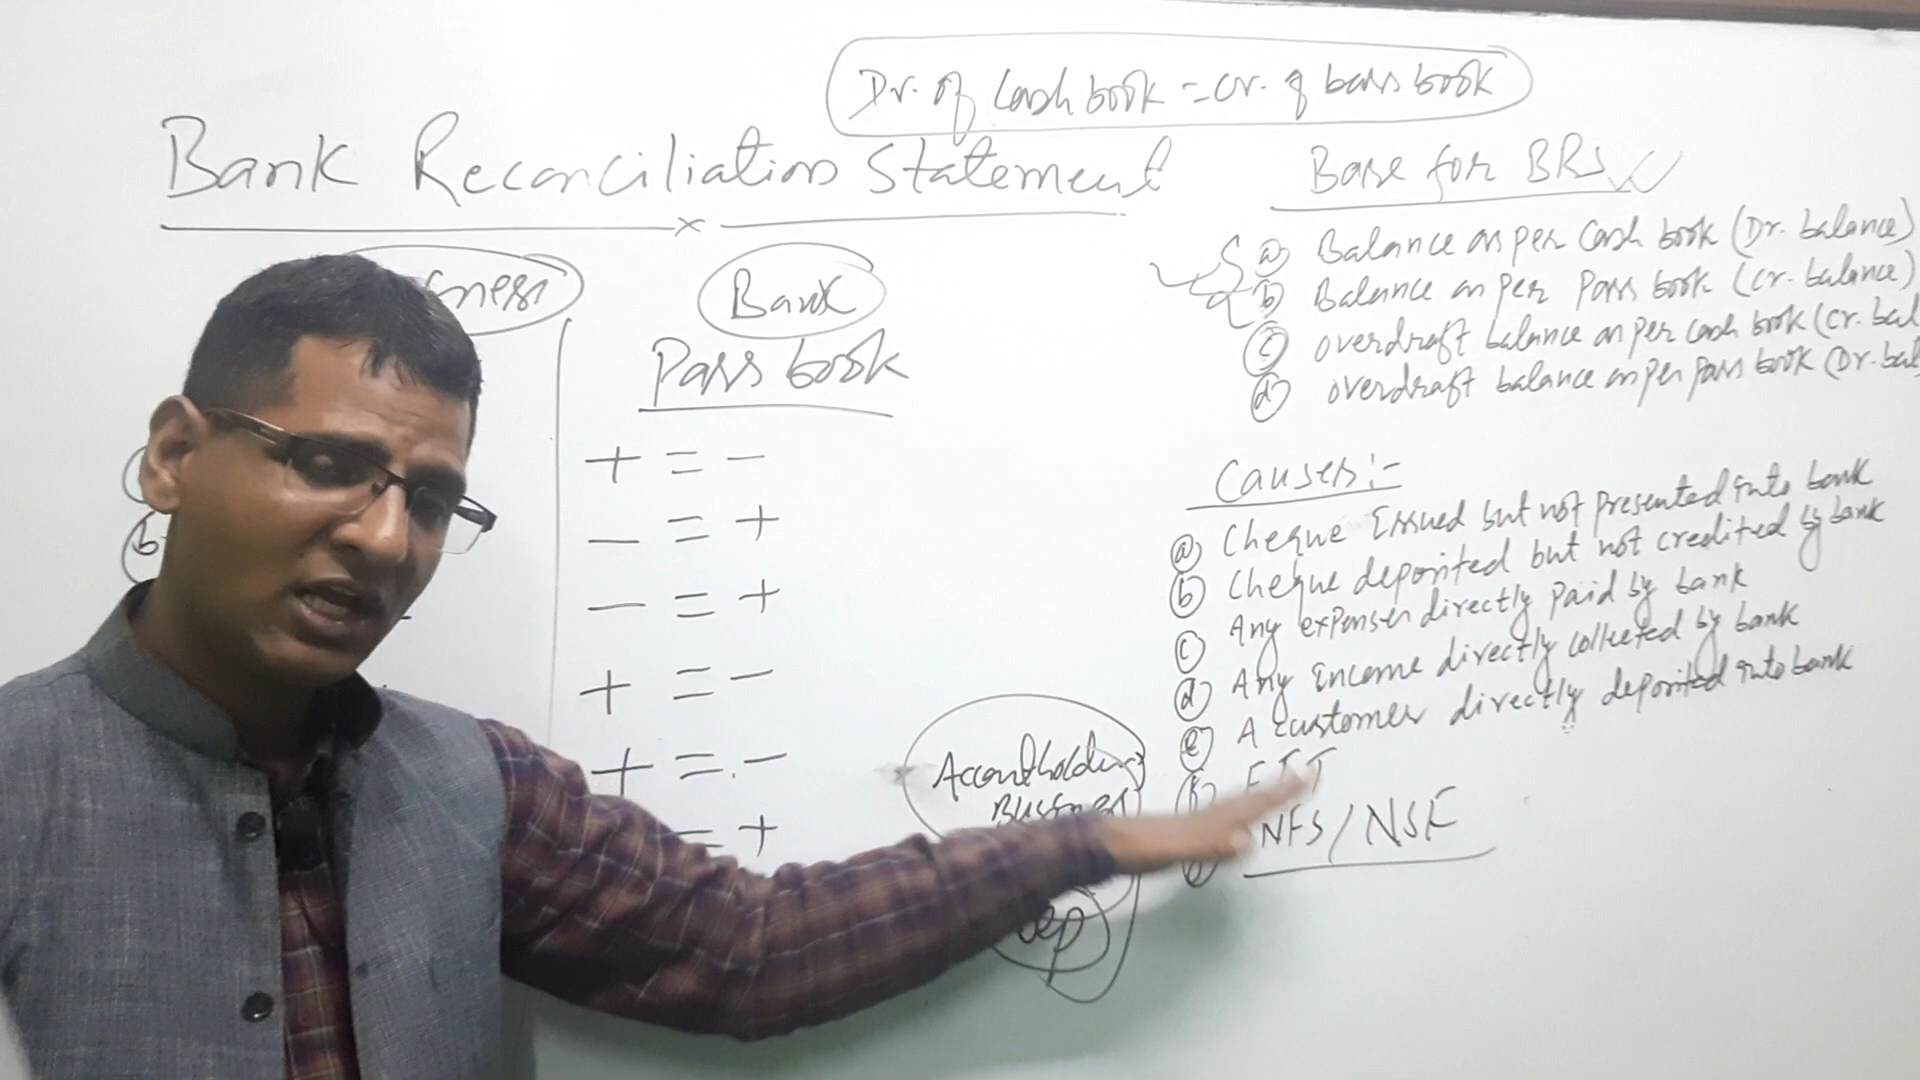 Dr. of Cash book = cr. of pass book
Bank Reconciliation Statement
Bank
Pass book
+ = -
- = +
- = +
+ = -
+ = -
= +
b
Accountholder
Base for BRS
a Balance as per Cash book (Dr. balance)
b Balance as per Pass book (cr. balance)
c overdraft balance as per cash book (cr. bal
d overdraft balance as per pass book (Dr. bal
Causes:-
a Cheque Issued but not presented into bank
b Cheque deposited but not credited by bank
c Any expenses directly paid by bank
d Any Income directly collected by bank
e A customer directly deposited into bank
NFS/NSF